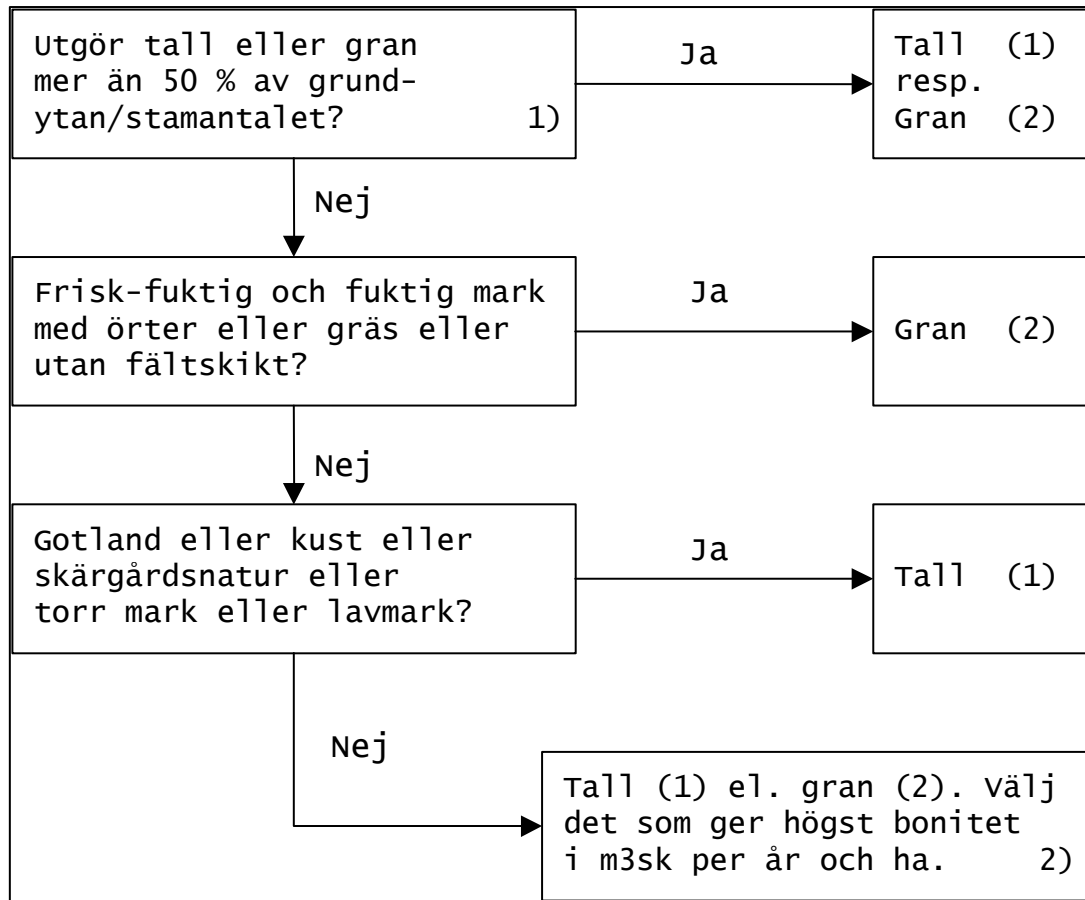 Utgör tall eller gran
mer än 50 % av grund-
ytan/stamantalet? 1)
Ja
Tall (1)
resp.
Gran (2)
Nej
Frisk-fuktig och fuktig mark
med örter eller gräs eller
utan fältskikt?
Ja
Gran (2)
Nej
Gotland eller kust eller
skärgårdsnatur eller
torr mark eller lavmark?
Ja
Tall (1)
Nej
Tall (1) el. gran (2). Välj
det som ger högst bonitet
i m3sk per år och ha. 2)